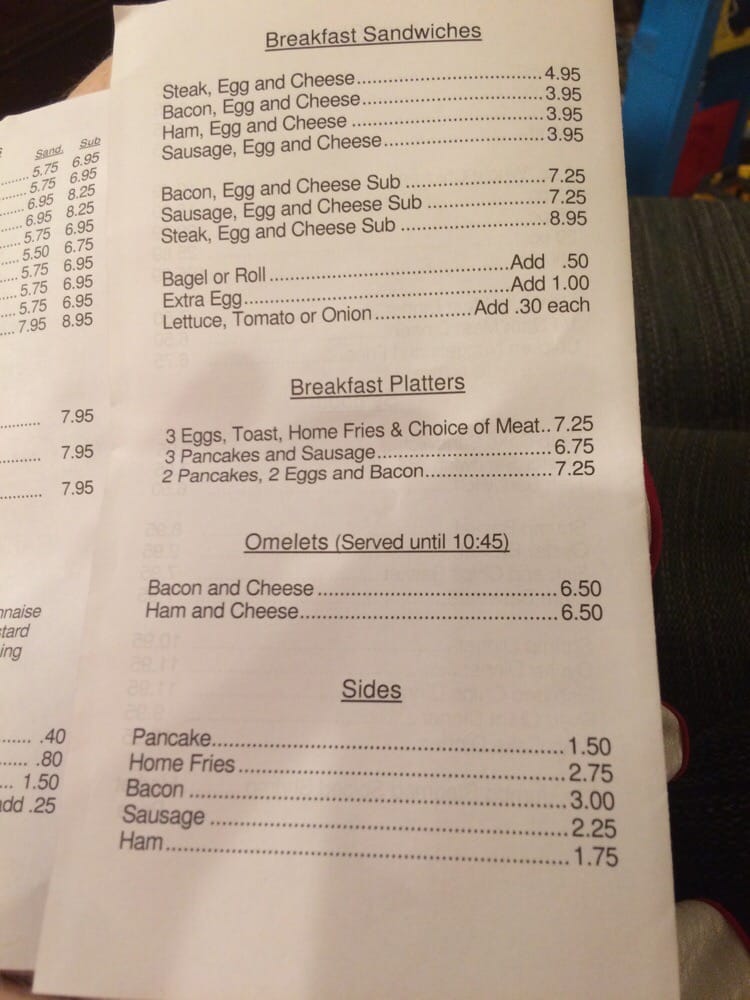 Sand. Sub
5.75 6.95
5.75 6.95
6.95 8.25
6.95 8.25
5.75 6.95
5.50 6.75
5.75 6.95
5.75 6.95
5.75 6.95
7.95 8.95
7.95
7.95
7.95
nnaise
stard
ing
.40
.80
1.50
add .25
Breakfast Sandwiches
Steak, Egg and Cheese 4.95
Bacon, Egg and Cheese 3.95
Ham, Egg and Cheese 3.95
Sausage, Egg and Cheese 3.95
Bacon, Egg and Cheese Sub 7.25
Sausage, Egg and Cheese Sub 7.25
Steak, Egg and Cheese Sub 8.95
Bagel or Roll Add .50
Extra Egg Add 1.00
Lettuce, Tomato or Onion Add .30 each
Breakfast Platters
3 Eggs, Toast, Home Fries & Choice of Meat 7.25
3 Pancakes and Sausage 6.75
2 Pancakes, 2 Eggs and Bacon 7.25
Omelets (Served until 10:45)
Bacon and Cheese 6.50
Ham and Cheese 6.50
Sides
Pancake 1.50
Home Fries 2.75
Bacon 3.00
Sausage 2.25
Ham 1.75